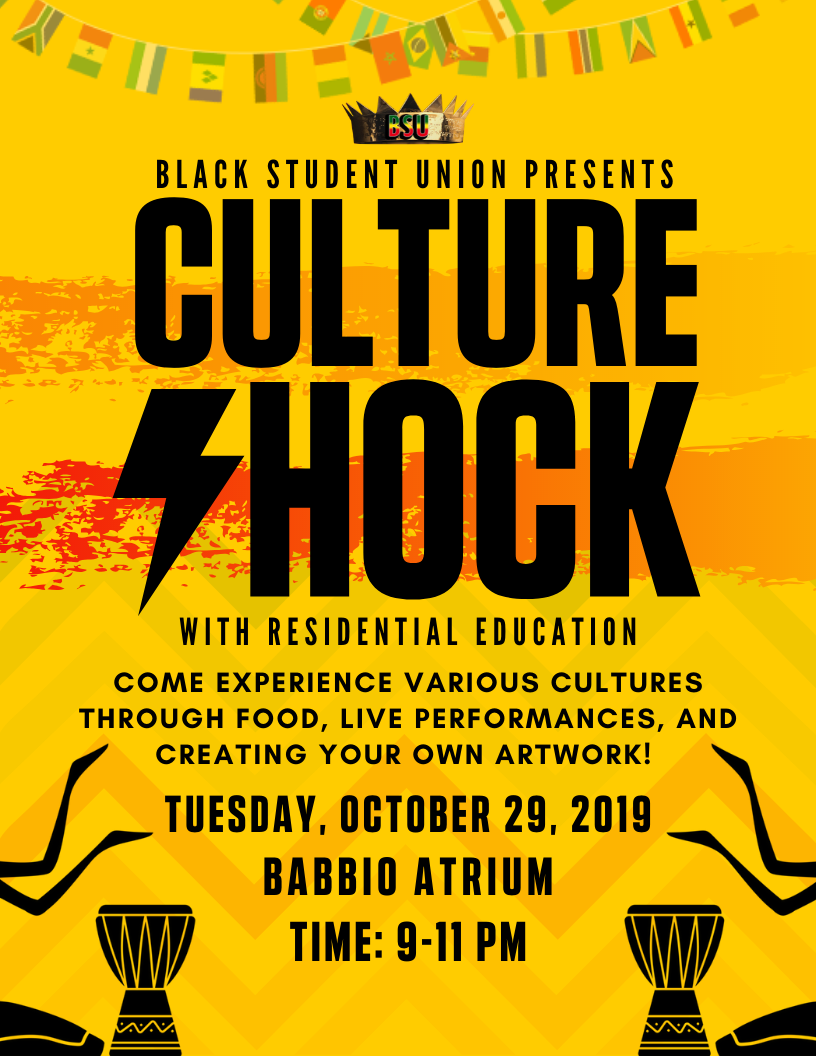 BSU
BLACK STUDENT UNION PRESENTS
CULTURE
HOCK
WITH RESIDENTIAL EDUCATION
COME EXPERIENCE VARIOUS CULTURES
THROUGH FOOD, LIVE PERFORMANCES, AND
CREATING YOUR OWN ARTWORK!
TUESDAY, OCTOBER 29, 2019
BABBIO ATRIUM
TIME: 9-11 PM